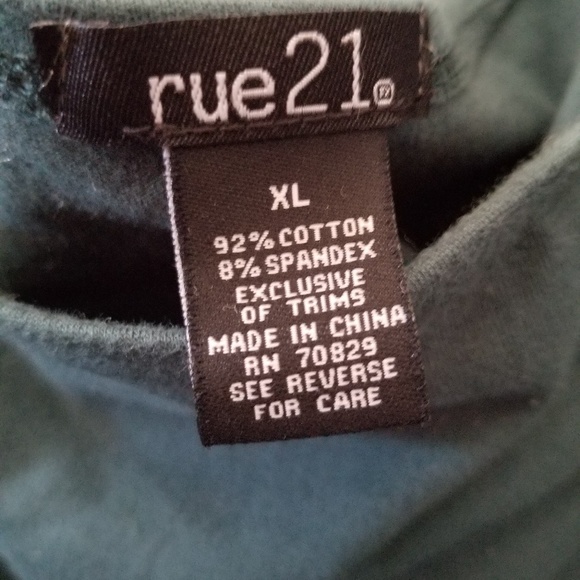 rue21®
XL
92% COTTON
8% SPANDEX
EXCLUSIVE
OF TRIMS
MADE IN CHINA
RN 70829
SEE REVERSE
FOR CARE